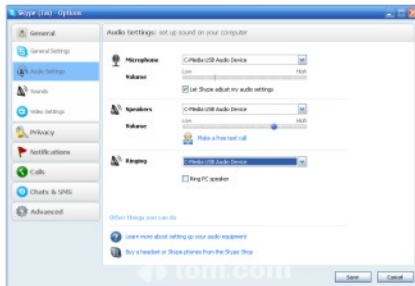 Skype (TM) - Options
General
General Settings
Audio Settings
Sounds
Video Settings
Privacy
Notifications
Calls
Chats & SMS
Advanced
Audio Settings: set up sound on your computer
Microphone C-Media USB Audio Device
Volume Low High
Let Skype adjust my audio settings
Speakers C-Media USB Audio Device
Volume Low High
Make a free test call
Ringing C-Media USB Audio Device
Ring PC speaker
Other things you can do
Learn more about setting up your audio equipment
Buy a headset or Skype phones from the Skype Shop
tom.com
Save Cancel